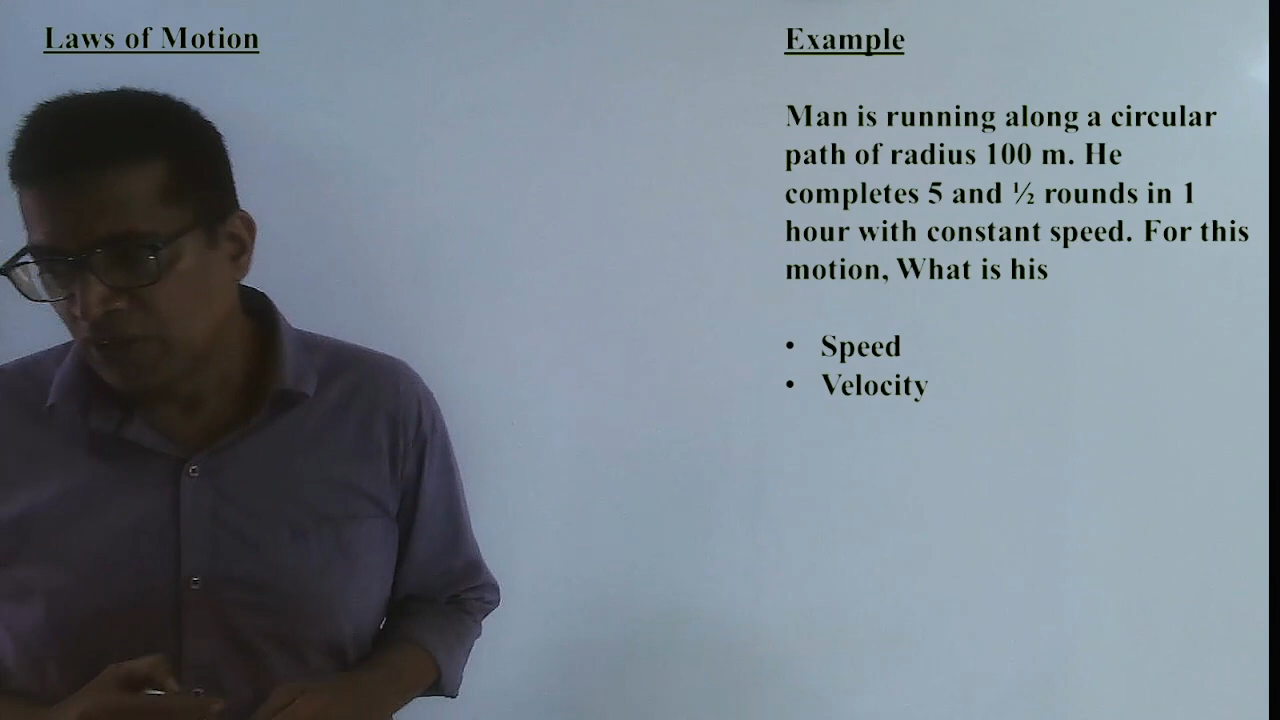 Laws of Motion
Example
Man is running along a circular
path of radius 100 m. He
completes 5 and ½ rounds in 1
hour with constant speed. For this
motion, What is his
• Speed
• Velocity